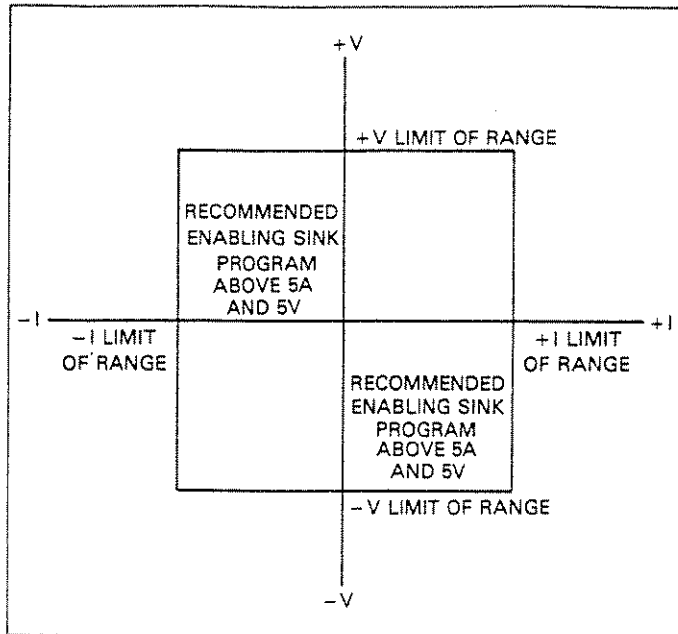 +V
+V LIMIT OF RANGE
RECOMMENDED
ENABLING SINK
PROGRAM
ABOVE 5A
AND 5V
-I
+I
-I LIMIT
OF RANGE
+I LIMIT
OF RANGE
RECOMMENDED
ENABLING SINK
PROGRAM
ABOVE 5A
AND 5V
-V LIMIT OF RANGE
-V